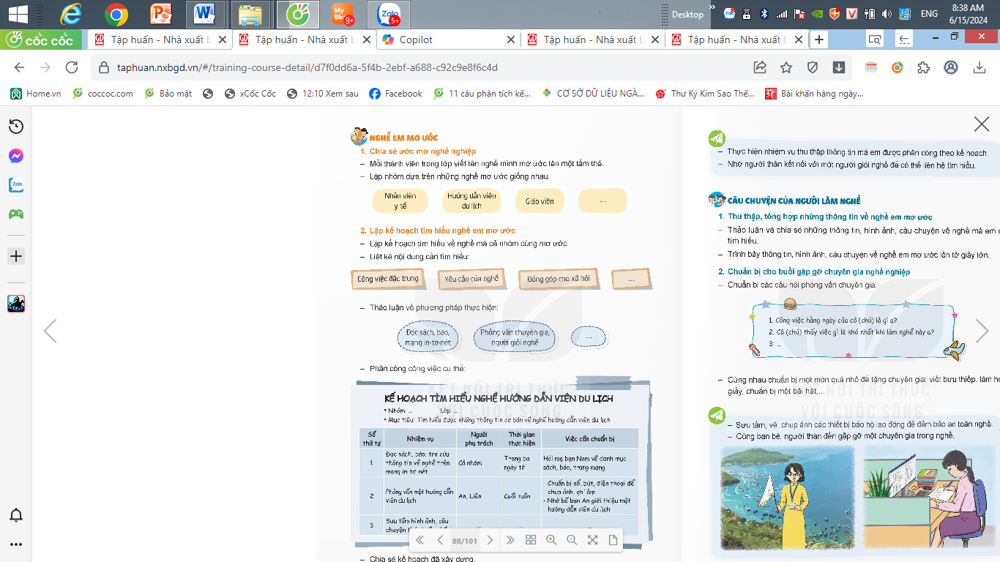 Desktop
ENG
8:38 AM
6/15/2024
cốc cốc
Tập huấn - Nhà xuất b
Tập huấn - Nhà xuất b
Copilot
Tập huấn - Nhà xuất b
Tập huấn - Nhà xuất b
taphuan.nxbgd.vn/#/training-course-detail/d7f0dd6a-5f4b-2ebf-a688-c92c9e8f6c4d
Home.vn
coccoc.com
Bảo mật
xCốc Cốc
12:10 Xem sau
Facebook
11 câu phân tích kế...
CƠ SỞ DỮ LIỆU NGÀ...
Thư Ký Kim Sao Thế...
Bài khấn hàng ngày...
NGHỀ EM MƠ ƯỚC
1. Chia sẻ ước mơ nghề nghiệp
– Mỗi thành viên trong lớp viết tên nghề mình mơ ước lên một tấm thẻ.
– Lập nhóm dựa trên những nghề mơ ước giống nhau.
Nhân viên
y tế
Hướng dẫn viên
du lịch
Giáo viên
...
2. Lập kế hoạch tìm hiểu nghề em mơ ước
– Lập kế hoạch tìm hiểu về nghề mà cả nhóm cùng mơ ước.
– Liệt kê nội dung cần tìm hiểu:
Công việc đặc trưng
Yêu cầu của nghề
Đóng góp cho xã hội
...
– Thảo luận về phương pháp thực hiện:
Đọc sách, báo,
mạng in-tơ-nét
Phỏng vấn chuyên gia,
người giỏi nghề
...
– Phân công công việc cụ thể:
KẾT NỐI TRI THỨC
VỚI CUỘC SỐNG
KẾ HOẠCH TÌM HIỂU NGHỀ HƯỚNG DẪN VIÊN DU LỊCH
• Nhóm: ... Lớp: ...
• Mục tiêu: Tìm hiểu được những thông tin cơ bản về nghề hướng dẫn viên du lịch
Số
thứ tự
Nhiệm vụ
Người
phụ trách
Thời gian
thực hiện
Việc cần chuẩn bị
1
Đọc sách, báo; tra cứu
thông tin về nghề trên
mạng in-tơ-nét
Cả nhóm
Trong ba
ngày tới
Hỏi mẹ bạn Nam về danh mục
sách, báo, trang mạng
2
Phỏng vấn một hướng dẫn
viên du lịch
An, Liên
Cuối tuần
- Chuẩn bị sổ, bút, điện thoại để
chụp ảnh, ghi âm
- Nhờ bố bạn An giới thiệu một
hướng dẫn viên du lịch
3
Sưu tầm hình ảnh, câu
chuyện
88/101
– Chia sẻ kế hoạch đã xây dựng.
– Thực hiện nhiệm vụ thu thập thông tin mà em được phân công theo kế hoạch.
– Nhờ người thân kết nối với một người giỏi nghề để có thể liên hệ tìm hiểu.
CÂU CHUYỆN CỦA NGƯỜI LÀM NGHỀ
1. Thu thập, tổng hợp những thông tin về nghề em mơ ước
– Thảo luận và chia sẻ những thông tin, hình ảnh, câu chuyện về nghề mà em
tìm hiểu.
– Trình bày thông tin, hình ảnh, câu chuyện về nghề em mơ ước lên tờ giấy lớn.
2. Chuẩn bị cho buổi gặp gỡ chuyên gia nghề nghiệp
– Chuẩn bị các câu hỏi phỏng vấn chuyên gia.
1. Công việc hằng ngày của cô (chú) là gì ạ?
2. Cô (chú) thấy việc gì là khó nhất khi làm nghề này ạ?
3. ...
– Cùng nhau chuẩn bị một món quà nhỏ để tặng chuyên gia: viết bưu thiếp, làm
giấy, chuẩn bị một bài hát,...
NỐI TRI THỨC
VỚI CUỘC SỐNG
– Sưu tầm, vẽ, chụp ảnh các thiết bị bảo hộ lao động để đảm bảo an toàn nghề.
– Cùng bạn bè, người thân đến gặp gỡ một chuyên gia trong nghề.